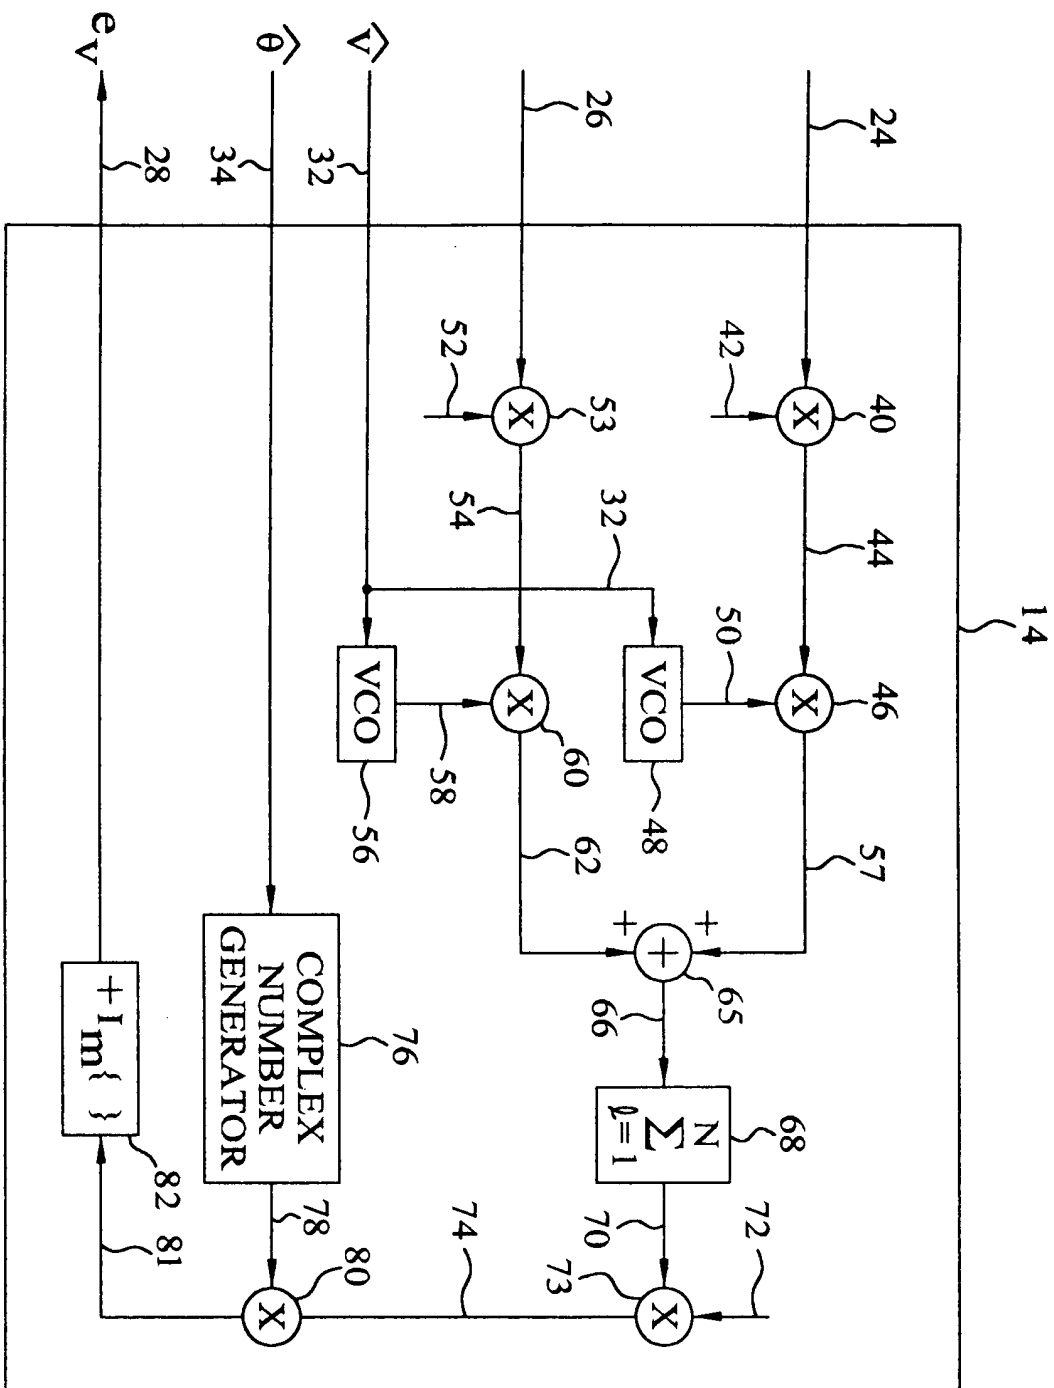 14
24 40 44 46 57
68
X X
42 50 65 72
+
N
VCO + Σ X
ℓ=1
+
48 66 70
32
26 53 60 62 73
X X
54 74
52 58
VCO
56
76
v̂ 32
COMPLEX
NUMBER
GENERATOR
θ̂ 34
78 80
X
28 82 81
e_v
+Im{ }